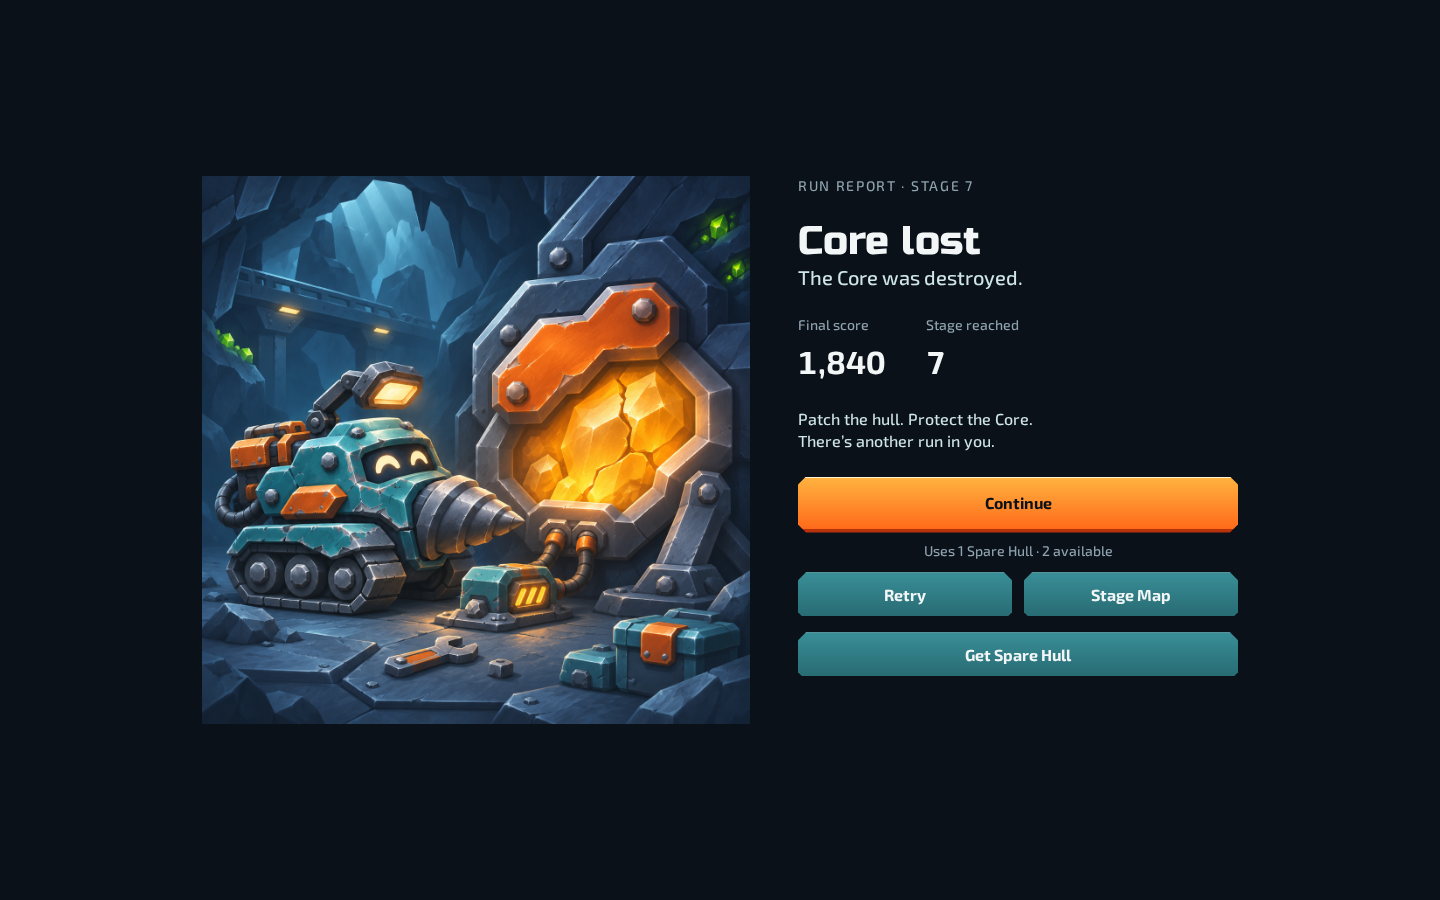 RUN REPORT · STAGE 7
Core lost
The Core was destroyed.
Final score
Stage reached
1,840
7
Patch the hull. Protect the Core.
There's another run in you.
Continue
Uses 1 Spare Hull · 2 available
Retry
Stage Map
Get Spare Hull